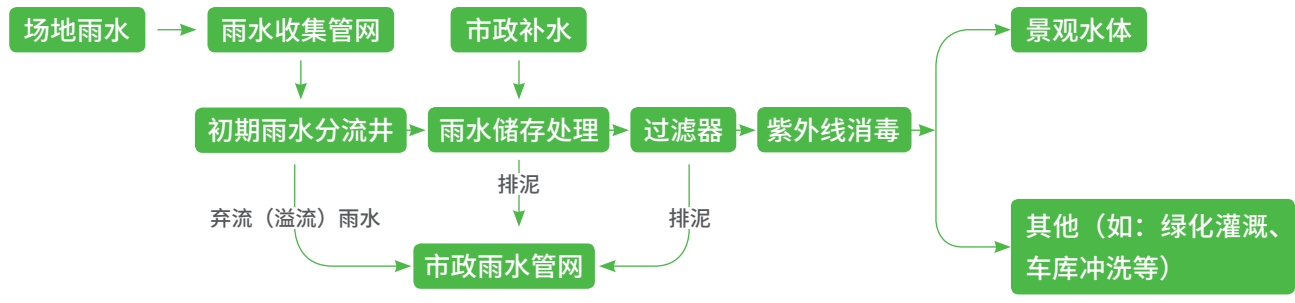 场地雨水
雨水收集管网
市政补水
景观水体
初期雨水分流井
雨水储存处理
过滤器
紫外线消毒
排泥
弃流（溢流）雨水
排泥
其他（如：绿化灌溉、
车库冲洗等）
市政雨水管网